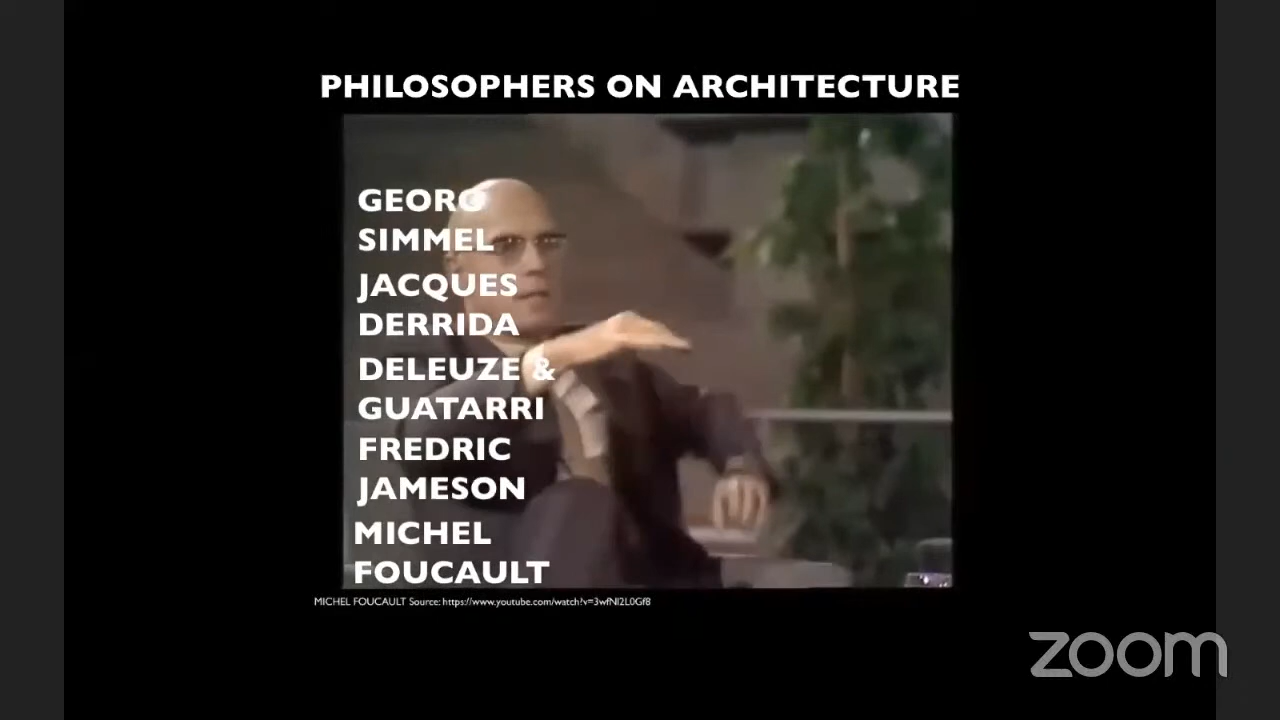 PHILOSOPHERS ON ARCHITECTURE
GEORG
SIMMEL
JACQUES
DERRIDA
DELEUZE &
GUATARRI
FREDRIC
JAMESON
MICHEL
FOUCAULT
MICHEL FOUCAULT Source: https://www.youtube.com/watch?v=3wfNl2L0Gf8
zoom